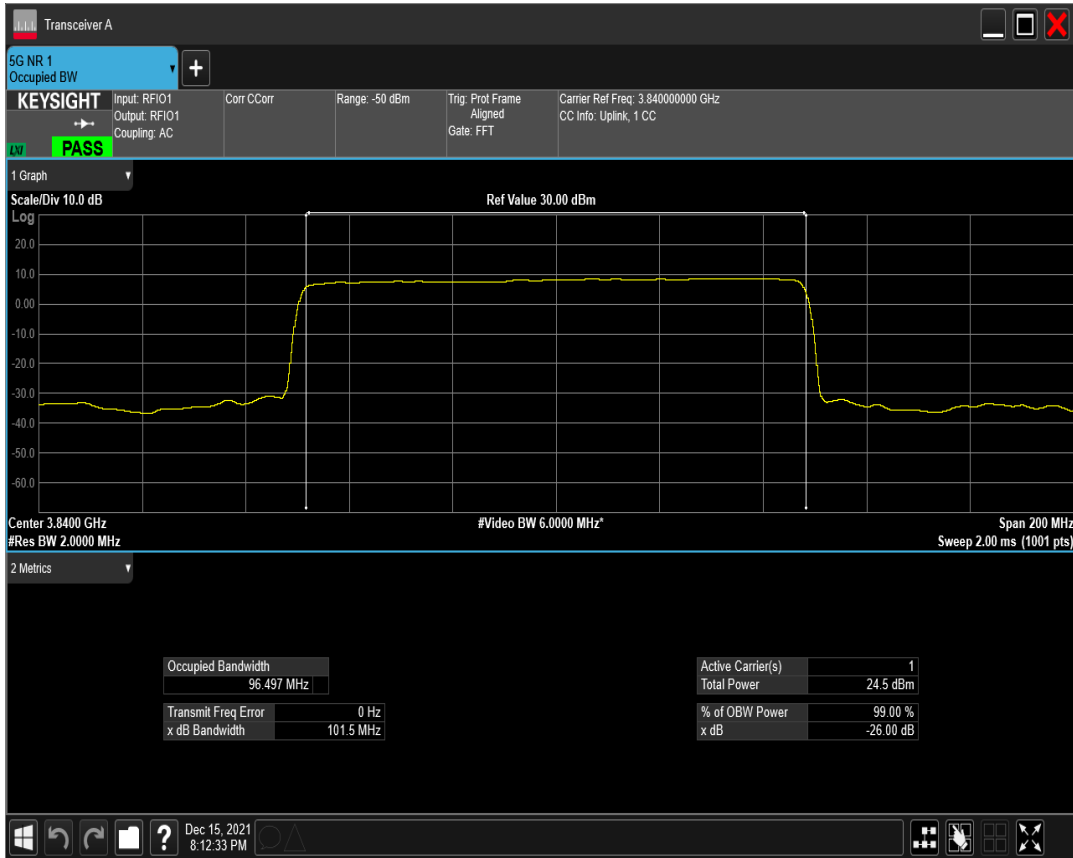 Transceiver A
5G NR 1
Occupied BW
KEYSIGHT
LXI
PASS
Input: RFIO1
Output: RFIO1
Coupling: AC
Corr CCorr
Range: -50 dBm
Trig: Prot Frame
Aligned
Gate: FFT
Carrier Ref Freq: 3.840000000 GHz
CC Info: Uplink, 1 CC
1 Graph
Scale/Div 10.0 dB
Ref Value 30.00 dBm
Log
20.0
10.0
0.00
-10.0
-20.0
-30.0
-40.0
-50.0
-60.0
Center 3.8400 GHz
#Video BW 6.0000 MHz*
Span 200 MHz
#Res BW 2.0000 MHz
Sweep 2.00 ms (1001 pts)
2 Metrics
Occupied Bandwidth
96.497 MHz
Transmit Freq Error 0 Hz
x dB Bandwidth 101.5 MHz
Active Carrier(s) 1
Total Power 24.5 dBm
% of OBW Power 99.00 %
x dB -26.00 dB
?
Dec 15, 2021
8:12:33 PM